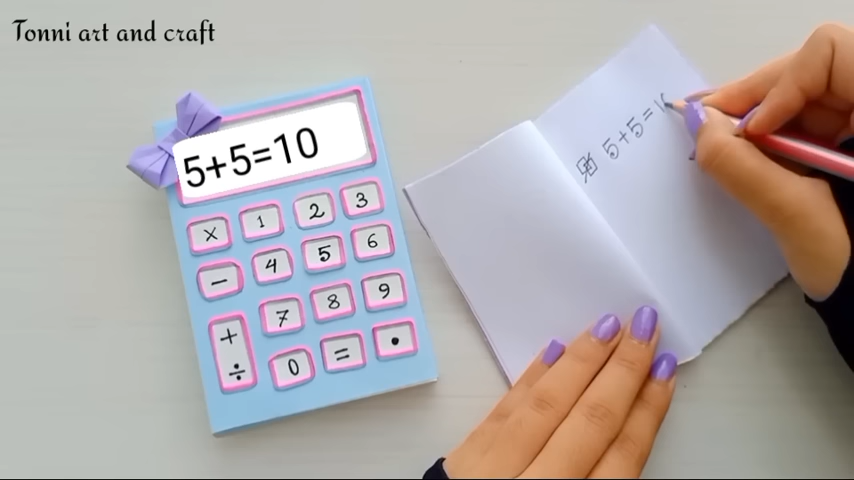 Tonni art and craft
5+5=10
× 1 2 3
− 4 5 6
+ 7 8 9
÷ 0 = •
5+5=10